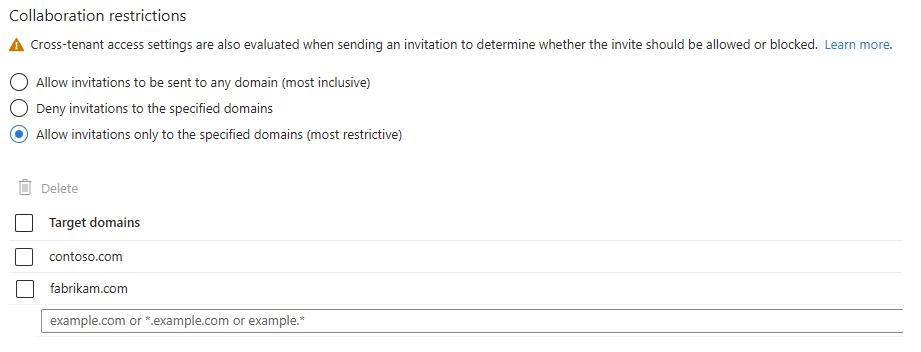 Collaboration restrictions
Cross-tenant access settings are also evaluated when sending an invitation to determine whether the invite should be allowed or blocked. Learn more.
Allow invitations to be sent to any domain (most inclusive)
Deny invitations to the specified domains
Allow invitations only to the specified domains (most restrictive)
Delete
Target domains
contoso.com
fabrikam.com
example.com or *.example.com or example.*